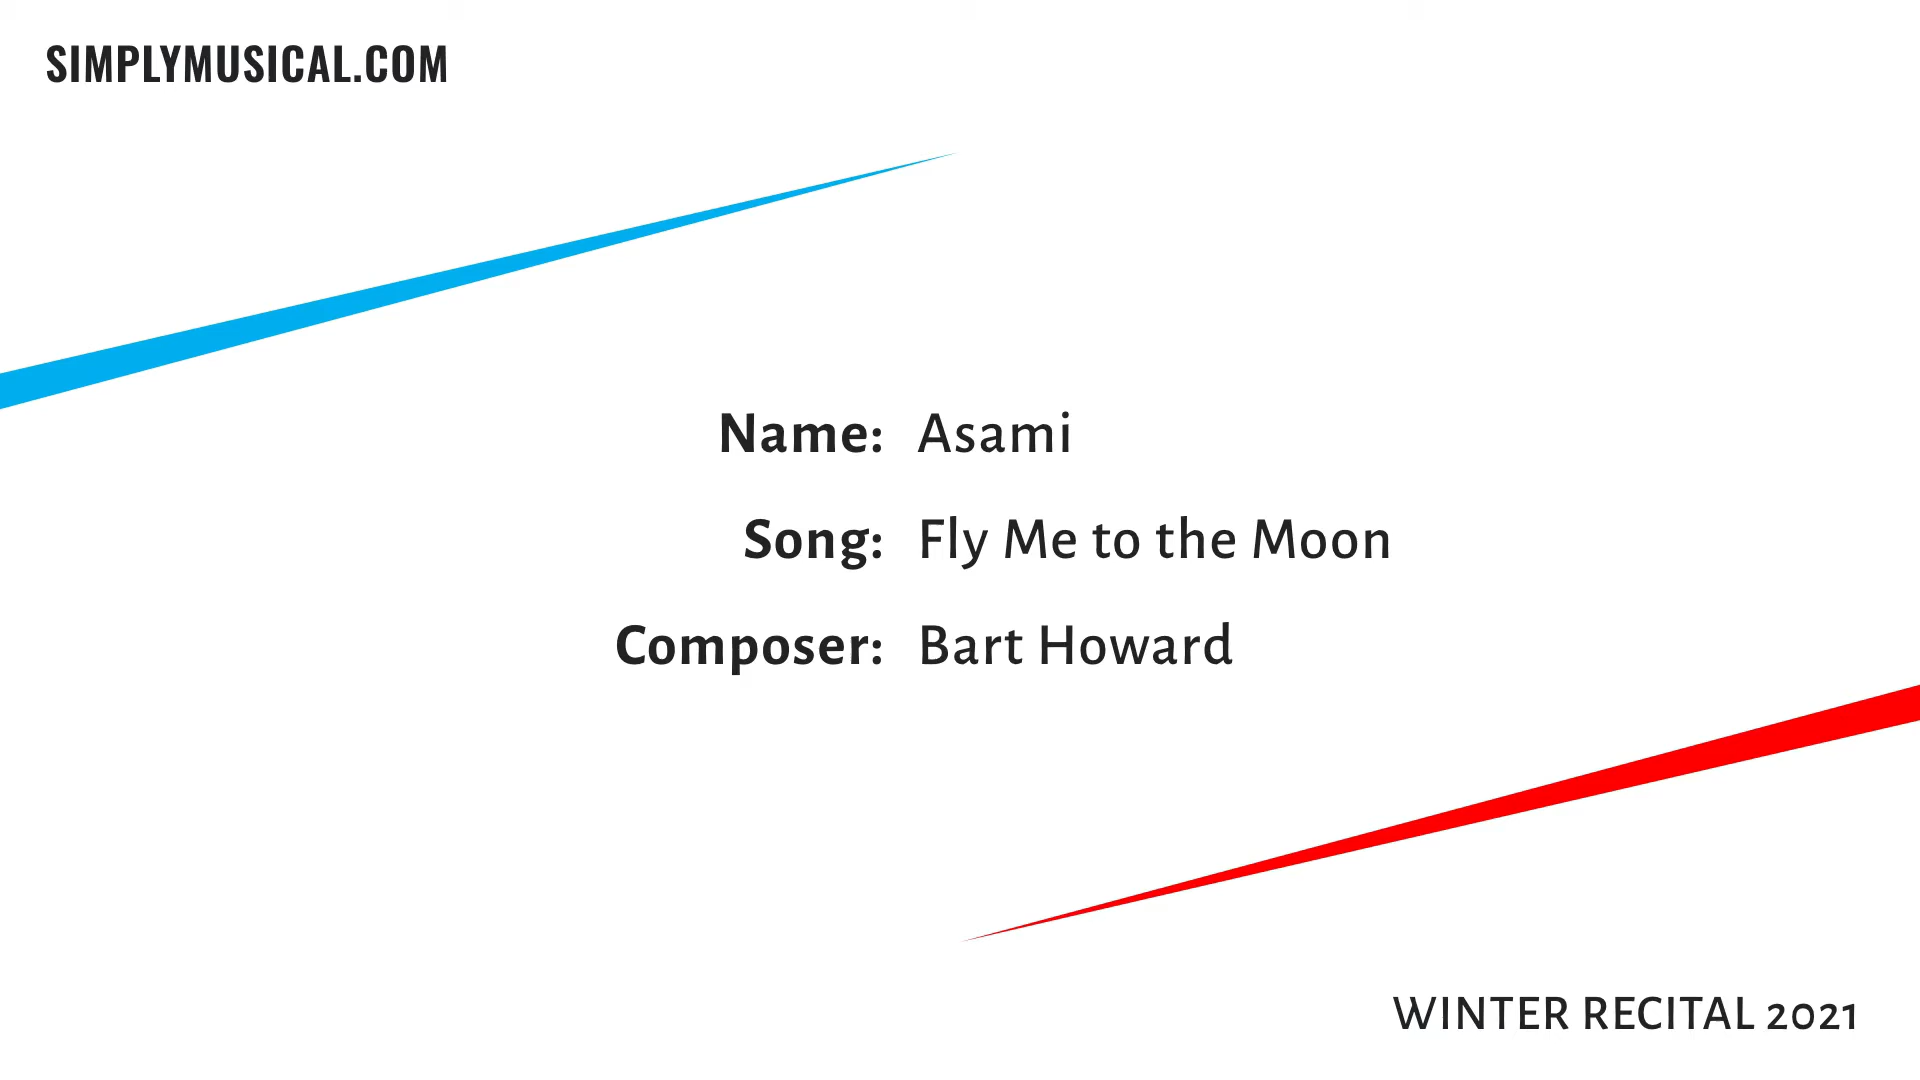 SIMPLYMUSICAL.COM
Name: Asami
Song: Fly Me to the Moon
Composer: Bart Howard
WINTER RECITAL 2021